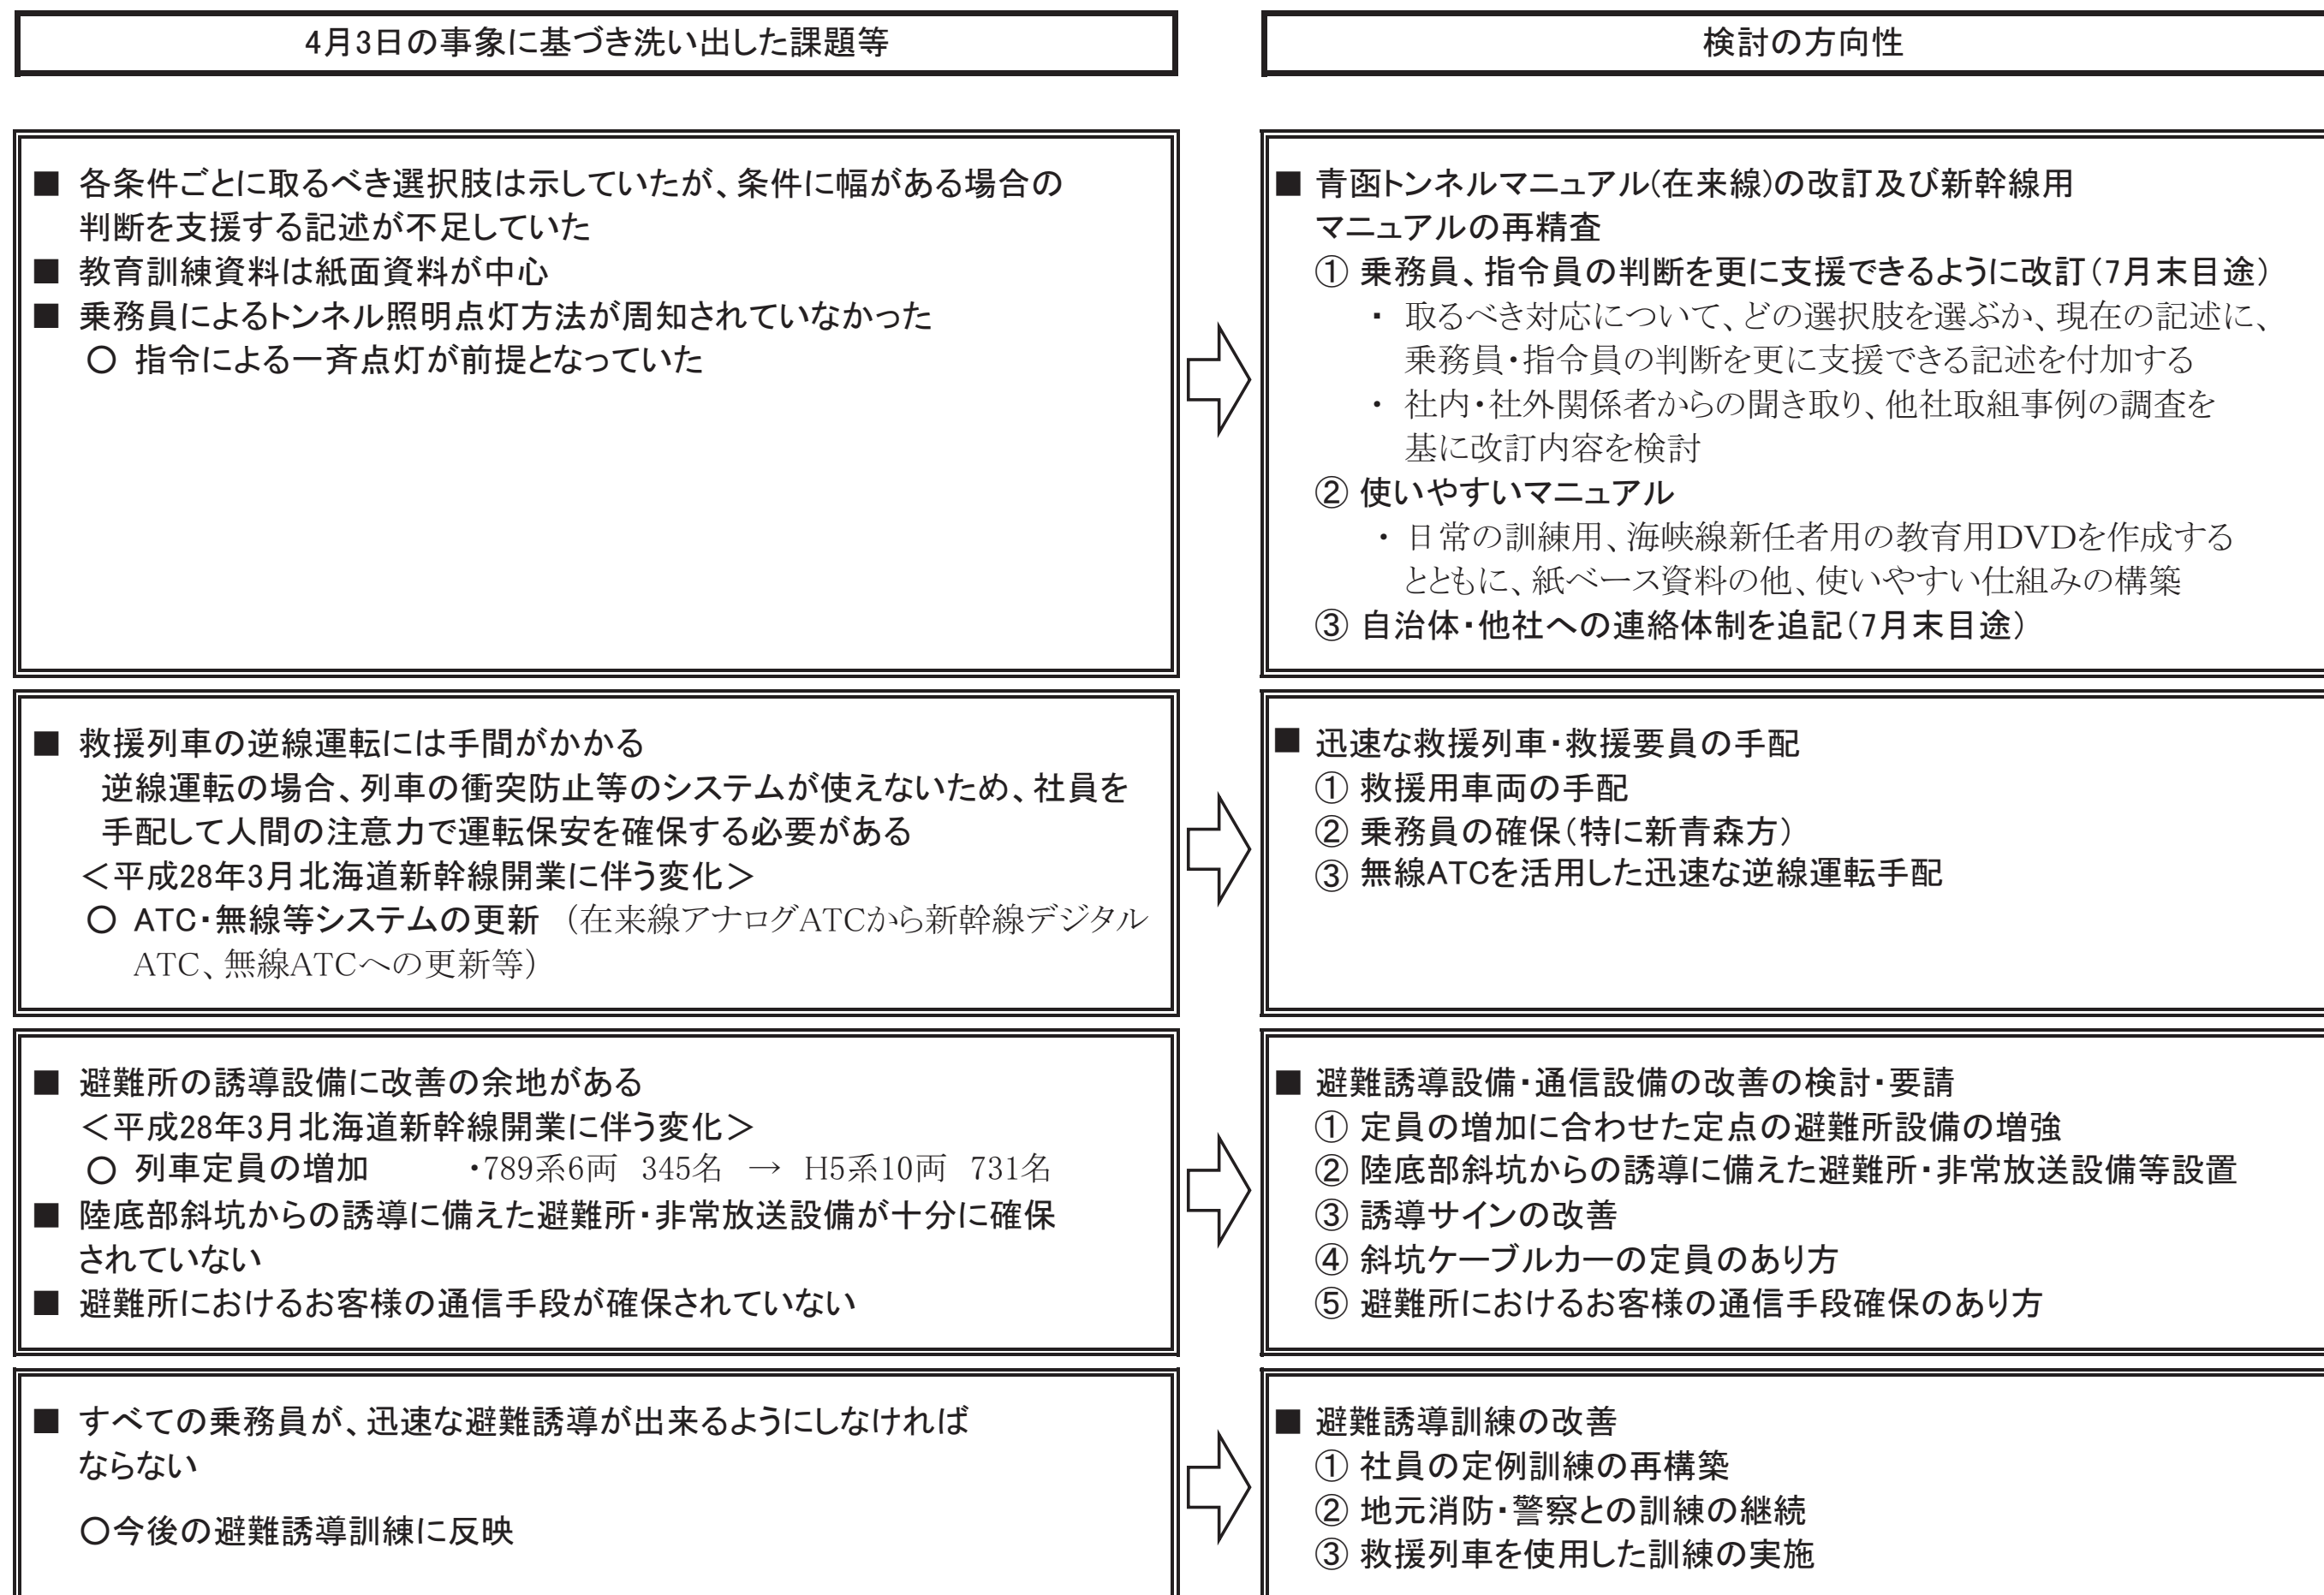 4月3日の事象に基づき洗い出した課題等
検討の方向性
■ 各条件ごとに取るべき選択肢は示していたが、条件に幅がある場合の
判断を支援する記述が不足していた
■ 教育訓練資料は紙面資料が中心
■ 乗務員によるトンネル照明点灯方法が周知されていなかった
○ 指令による一斉点灯が前提となっていた
■ 青函トンネルマニュアル(在来線)の改訂及び新幹線用
マニュアルの再精査
① 乗務員、指令員の判断を更に支援できるように改訂(7月末目途)
・ 取るべき対応について、どの選択肢を選ぶか、現在の記述に、
乗務員・指令員の判断を更に支援できる記述を付加する
・ 社内・社外関係者からの聞き取り、他社取組事例の調査を
基に改訂内容を検討
② 使いやすいマニュアル
・ 日常の訓練用、海峡線新任者用の教育用DVDを作成する
とともに、紙ベース資料の他、使いやすい仕組みの構築
③ 自治体・他社への連絡体制を追記(7月末目途)
■ 救援列車の逆線運転には手間がかかる
逆線運転の場合、列車の衝突防止等のシステムが使えないため、社員を
手配して人間の注意力で運転保安を確保する必要がある
＜平成28年3月北海道新幹線開業に伴う変化＞
○ ATC・無線等システムの更新 (在来線アナログATCから新幹線デジタル
ATC、無線ATCへの更新等)
■ 迅速な救援列車・救援要員の手配
① 救援用車両の手配
② 乗務員の確保(特に新青森方)
③ 無線ATCを活用した迅速な逆線運転手配
■ 避難所の誘導設備に改善の余地がある
＜平成28年3月北海道新幹線開業に伴う変化＞
○ 列車定員の増加 ・789系6両 345名 → H5系10両 731名
■ 陸底部斜坑からの誘導に備えた避難所・非常放送設備が十分に確保
されていない
■ 避難所におけるお客様の通信手段が確保されていない
■ 避難誘導設備・通信設備の改善の検討・要請
① 定員の増加に合わせた定点の避難所設備の増強
② 陸底部斜坑からの誘導に備えた避難所・非常放送設備等設置
③ 誘導サインの改善
④ 斜坑ケーブルカーの定員のあり方
⑤ 避難所におけるお客様の通信手段確保のあり方
■ すべての乗務員が、迅速な避難誘導が出来るようにしなければ
ならない
○今後の避難誘導訓練に反映
■ 避難誘導訓練の改善
① 社員の定例訓練の再構築
② 地元消防・警察との訓練の継続
③ 救援列車を使用した訓練の実施